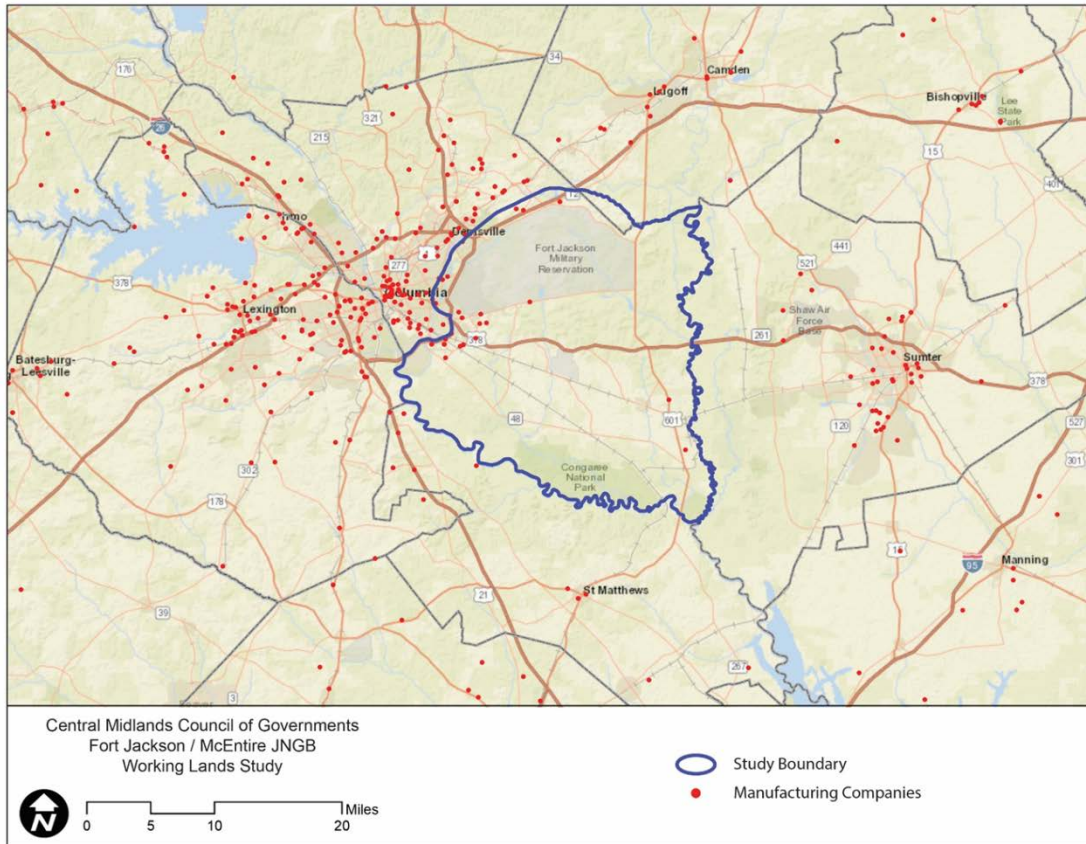 176
26
34
Camden
Lugoff
321
Bishopville
Lee
State
Park
215
15
401
12
Dentsville
277
Fort Jackson
Military
Reservation
441
521
378
Lexington
Shaw Air
Force
Base
261
378
Sumter
Batesburg-
Leesville
378
48
601
120
527
301
302
Congaree
National
Park
178
15
95
Manning
21
St Matthews
39
267
3
Central Midlands Council of Governments
Fort Jackson / McEntire JNGB
Working Lands Study
N
0 5 10 20 Miles
Study Boundary
Manufacturing Companies